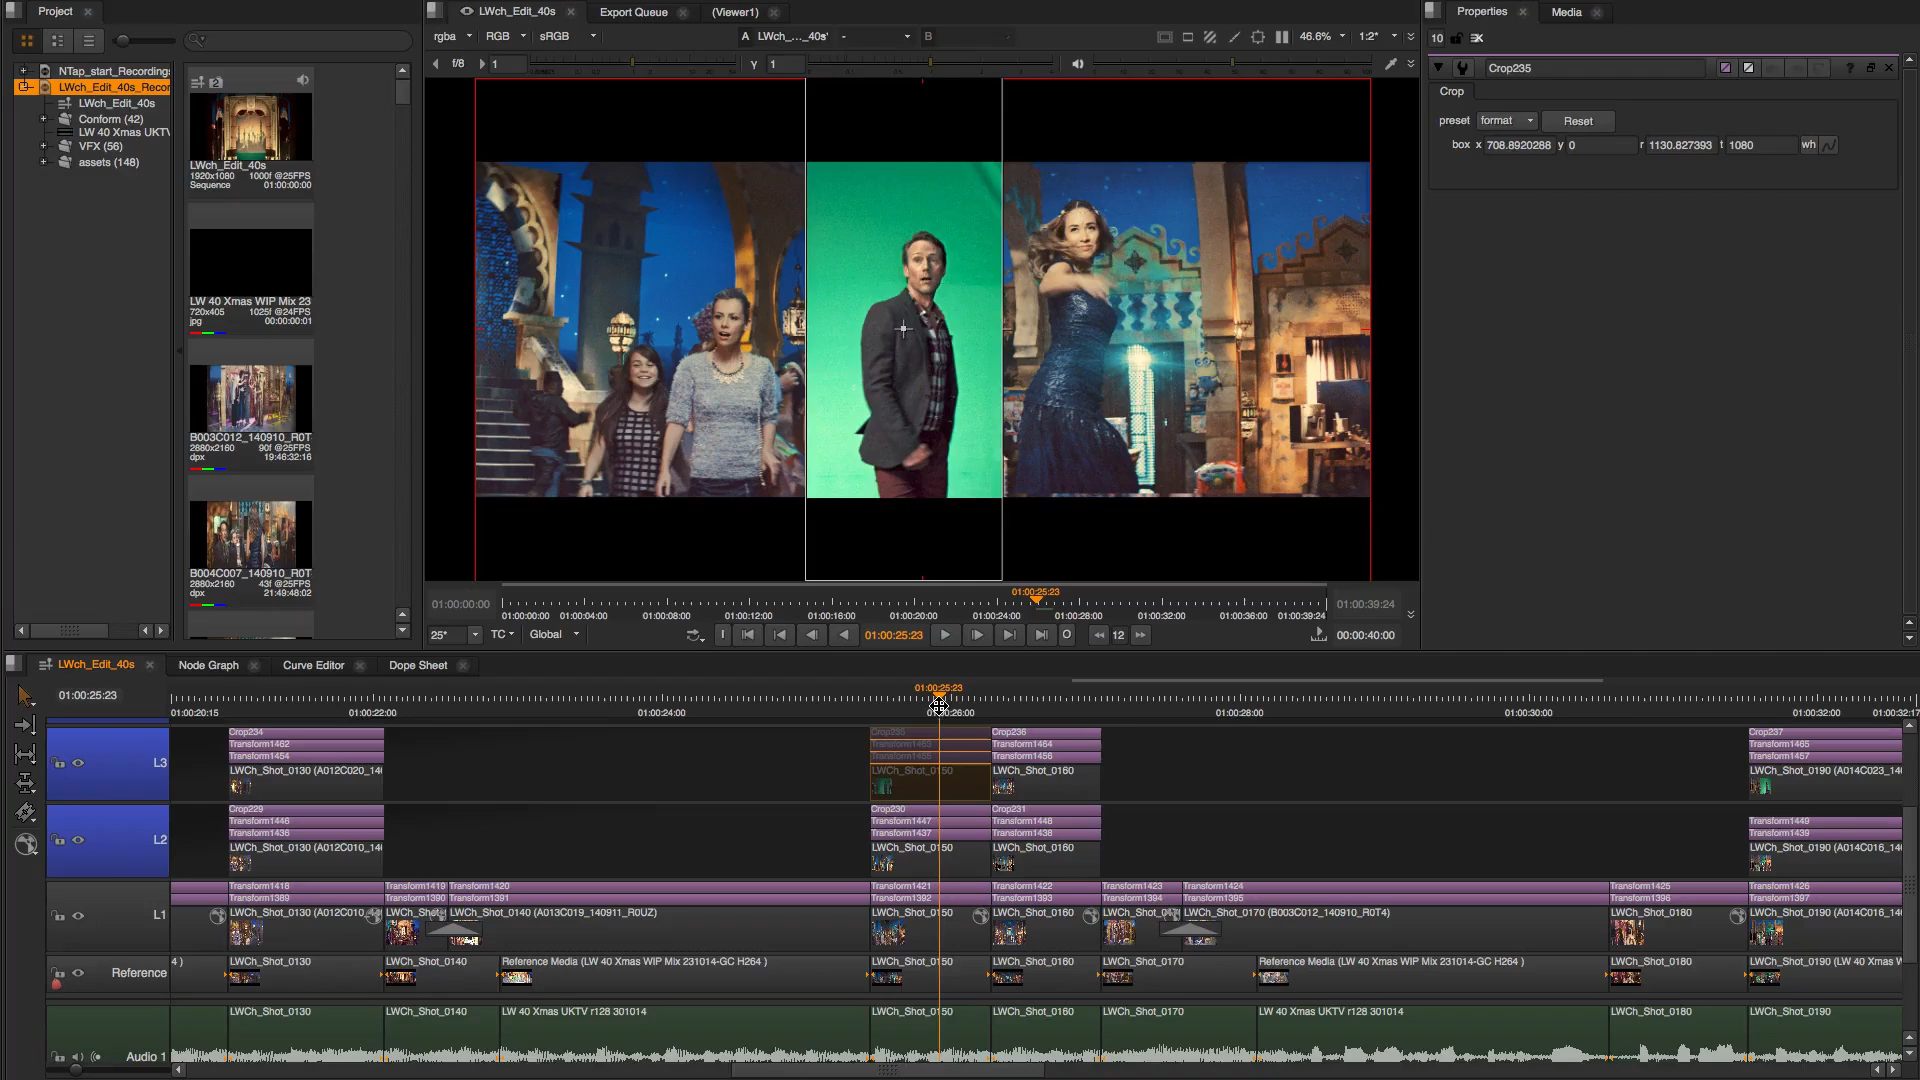 Project
LWch_Edit_40s
Export Queue
(Viewer1)
Properties
Media
rgba
RGB
sRGB
A LWch_..._40s'
-
B
46.6%
1:2*
10
f/8
1
γ 1
NTap_start_Recordings
LWch_Edit_40s_Recor
LWch_Edit_40s
Conform (42)
LW 40 Xmas UKTV
VFX (56)
assets (148)
2
LWch_Edit_40s
1920x1080 1000f @25FPS
Sequence 01:00:00:00
LW 40 Xmas WIP Mix 23
720x405 1025f @24FPS
jpg 00:00:00:01
B003C012_140910_R0T
2880x2160 90f @25FPS
dpx 19:46:32:16
B004C007_140910_R0T
2880x2160 43f @25FPS
dpx 21:49:48:02
Crop235
?
Crop
preset format Reset
box x 708.8920288 y 0 r 1130.827393 t 1080 wh
01:00:25:23
01:00:00:00
01:00:39:24
01:00:00:00 01:00:04:00 01:00:08:00 01:00:12:00 01:00:16:00 01:00:20:00 01:00:24:00 01:00:28:00 01:00:32:00 01:00:36:00 01:00:39:24
25* TC Global I 01:00:25:23 O 12 00:00:40:00
LWch_Edit_40s
Node Graph
Curve Editor
Dope Sheet
01:00:25:23
01:00:25:23
01:00:20:15 01:00:22:00 01:00:24:00 01:00:26:00 01:00:28:00 01:00:30:00 01:00:32:00 01:00:32:17
Crop234 Crop235 Crop236 Crop237
Transform1462 Transform1463 Transform1464 Transform1465
Transform1454 Transform1455 Transform1456 Transform1457
L3
LWCh_Shot_0130 (A012C020_14 LWCh_Shot_0150 LWCh_Shot_0160 LWCh_Shot_0190 (A014C023_14
Crop229 Crop230 Crop231
Transform1446 Transform1447 Transform1448 Transform1449
Transform1436 Transform1437 Transform1438 Transform1439
L2
LWCh_Shot_0130 (A012C010_14 LWCh_Shot_0150 LWCh_Shot_0160 LWCh_Shot_0190 (A014C016_14
Transform1418 Transform1419 Transform1420 Transform1421 Transform1422 Transform1423 Transform1424 Transform1425 Transform1426
Transform1389 Transform1390 Transform1391 Transform1392 Transform1393 Transform1394 Transform1395 Transform1396 Transform1397
L1
LWCh_Shot_0130 (A012C010_ LWCh_Shot LWCh_Shot_0140 (A013C019_140911_R0UZ) LWCh_Shot_0150 LWCh_Shot_0160 LWCh_Shot_0170 (B003C012_140910_R0T4) LWCh_Shot_0180 LWCh_Shot_0190 (A014C016_14
Reference
4 ) LWCh_Shot_0130 LWCh_Shot_0140 Reference Media (LW 40 Xmas WIP Mix 231014-GC H264 ) LWCh_Shot_0150 LWCh_Shot_0160 LWCh_Shot_0170 Reference Media (LW 40 Xmas WIP Mix 231014-GC H264 ) LWCh_Shot_0180 LWCh_Shot_0190 (LW 40 Xmas W
LWCh_Shot_0130 LWCh_Shot_0140 LW 40 Xmas UKTV r128 301014 LWCh_Shot_0150 LWCh_Shot_0160 LWCh_Shot_0170 LW 40 Xmas UKTV r128 301014 LWCh_Shot_0180 LWCh_Shot_0190
Audio 1